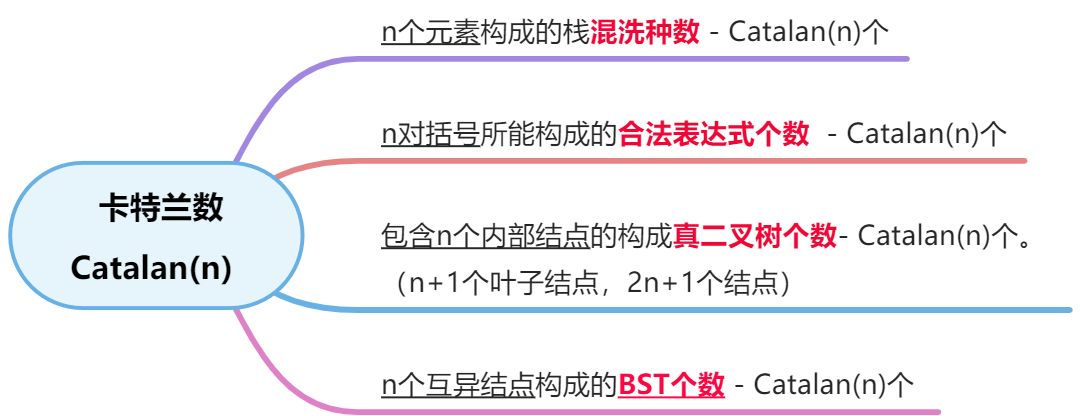 n个元素构成的栈混洗种数 - Catalan(n)个
n对括号所能构成的合法表达式个数 - Catalan(n)个
卡特兰数
Catalan(n)
包含n个内部结点的构成真二叉树个数- Catalan(n)个。
（n+1个叶子结点，2n+1个结点）
n个互异结点构成的BST个数 - Catalan(n)个